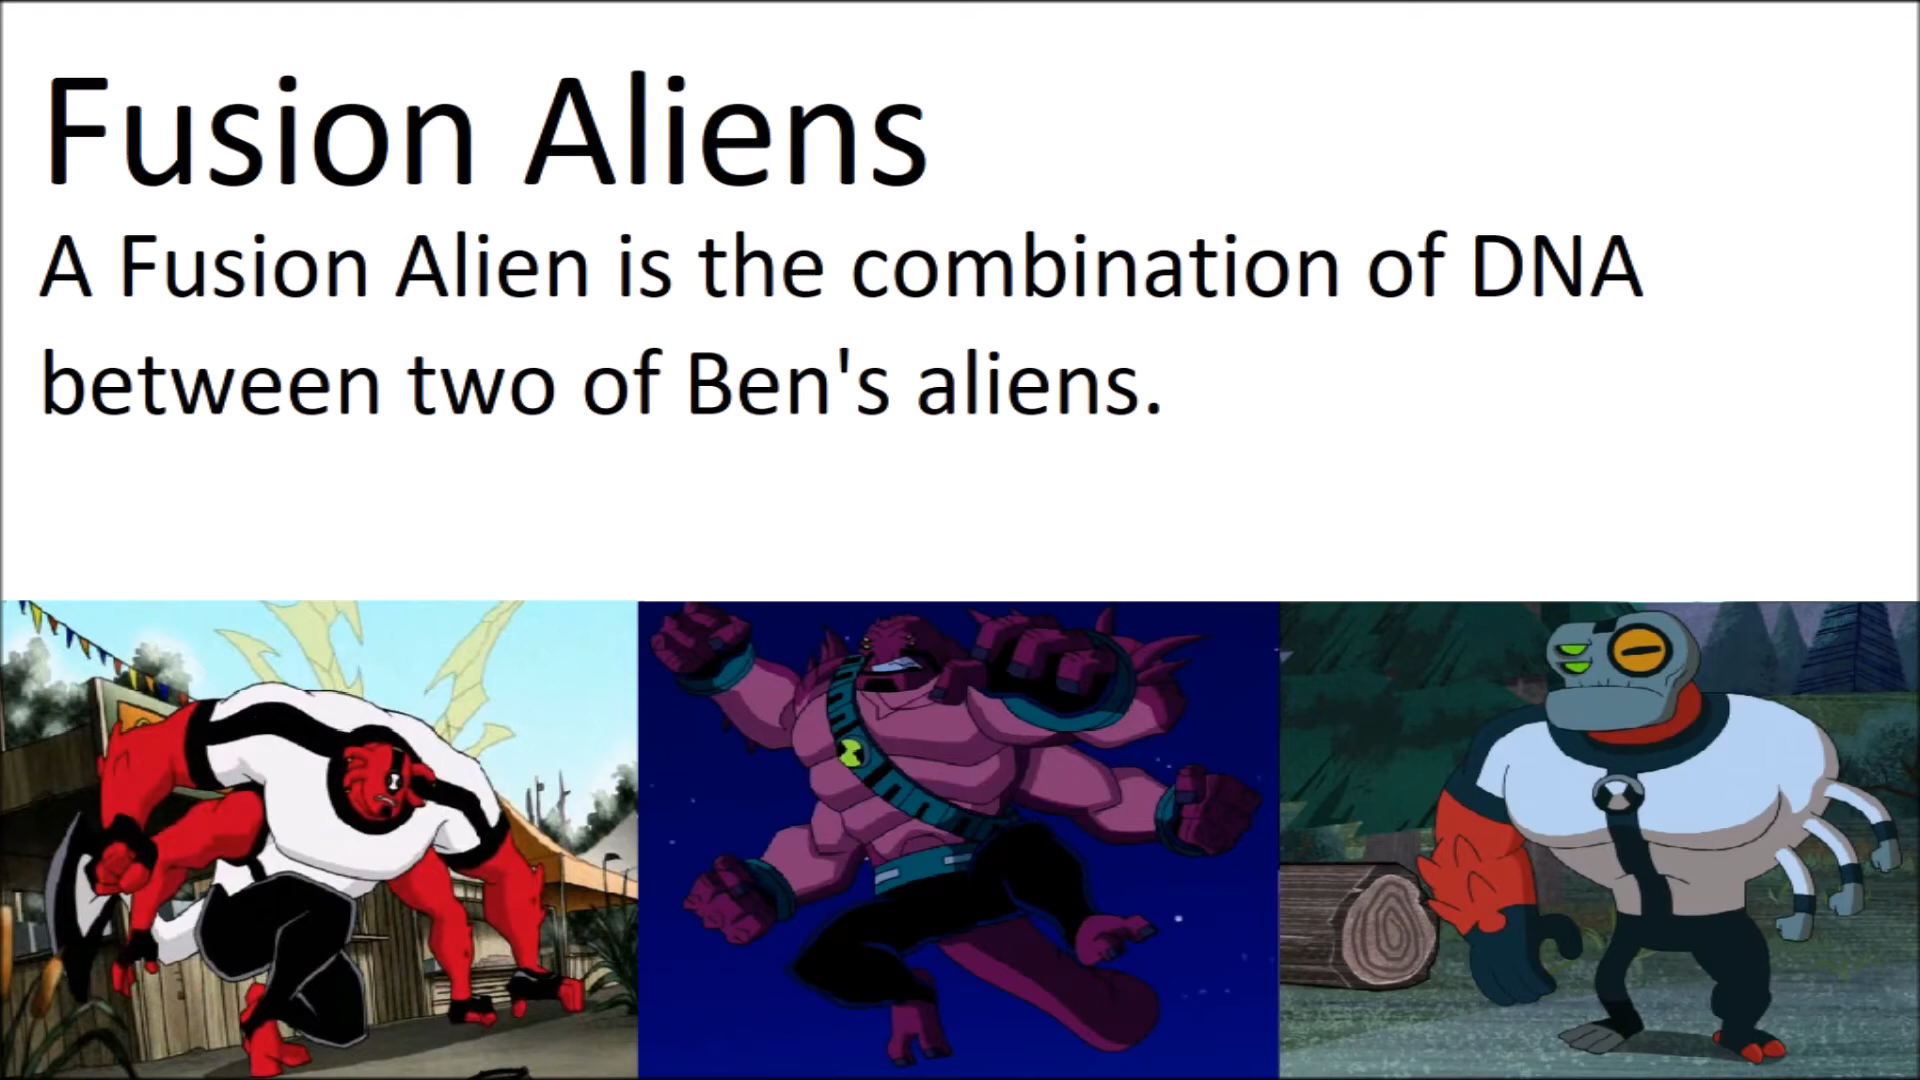 Fusion Aliens
A Fusion Alien is the combination of DNA
between two of Ben's aliens.